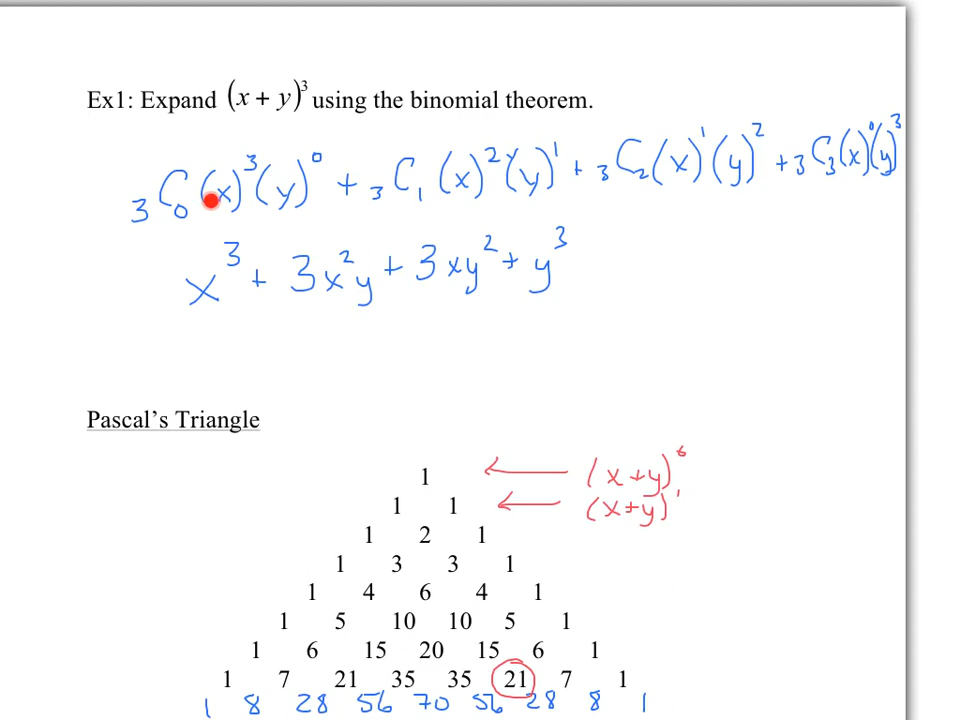 Ex1: Expand (x + y)³ using the binomial theorem.
₃C₀(x)³(y)⁰ + ₃C₁(x)²(y)¹ + ₃C₂(x)¹(y)² + ₃C₃(x)⁰(y)³
x³ + 3x²y + 3xy² + y³
Pascal's Triangle
1 ← (x+y)⁰
1 1 ← (x+y)¹
1 2 1
1 3 3 1
1 4 6 4 1
1 5 10 10 5 1
1 6 15 20 15 6 1
1 7 21 35 35 21 7 1
1 8 28 56 70 56 28 8 1